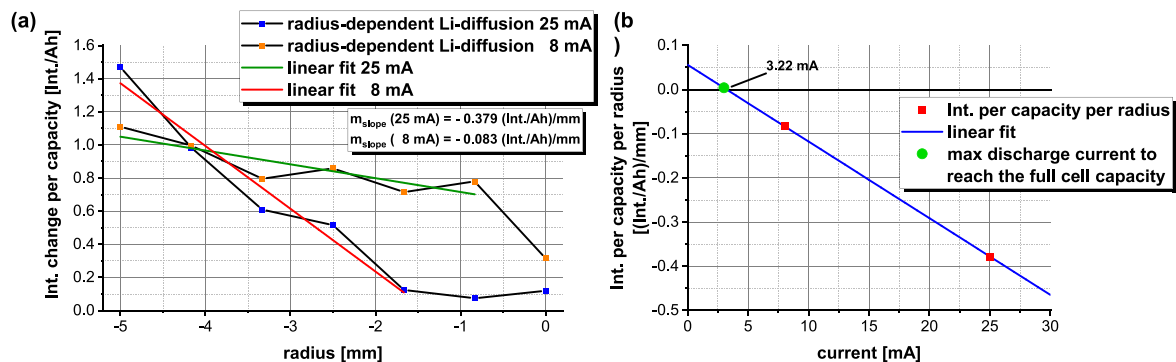 (a)
radius-dependent Li-diffusion 25 mA
radius-dependent Li-diffusion 8 mA
linear fit 25 mA
linear fit 8 mA
m_slope (25 mA) = - 0.379 (Int./Ah)/mm
m_slope ( 8 mA) = - 0.083 (Int./Ah)/mm
Int. change per capacity [Int./Ah]
1.6
1.4
1.2
1.0
0.8
0.6
0.4
0.2
0.0
-5
-4
-3
-2
-1
0
radius [mm]
(b
)
3.22 mA
Int. per capacity per radius
linear fit
max discharge current to
reach the full cell capacity
Int. per capacity per radius
[(Int./Ah)/mm]
0.1
0.0
-0.1
-0.2
-0.3
-0.4
-0.5
0
5
10
15
20
25
30
current [mA]